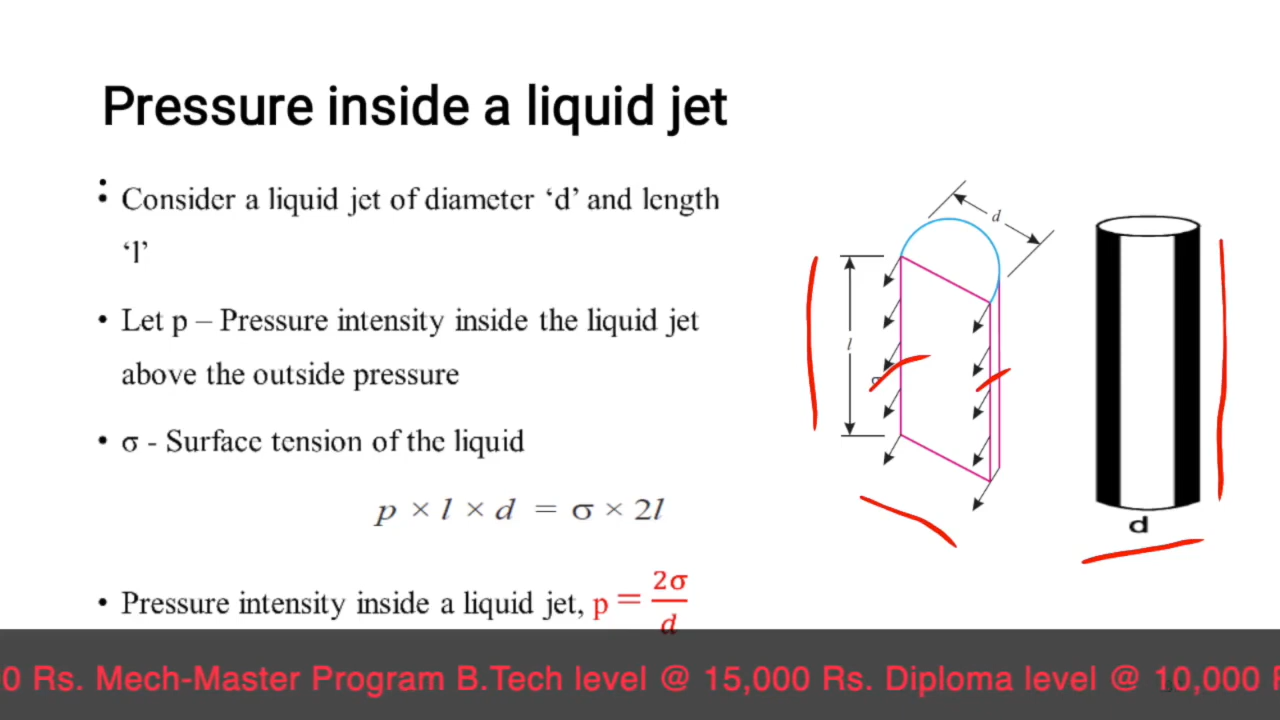 Pressure inside a liquid jet
• Consider a liquid jet of diameter ‘d’ and length
‘l’
• Let p – Pressure intensity inside the liquid jet
above the outside pressure
• σ - Surface tension of the liquid
p × l × d = σ × 2l
• Pressure intensity inside a liquid jet, p = 2σ/d
d
l
σ
d
0 Rs. Mech-Master Program B.Tech level @ 15,000 Rs. Diploma level @ 10,000 R